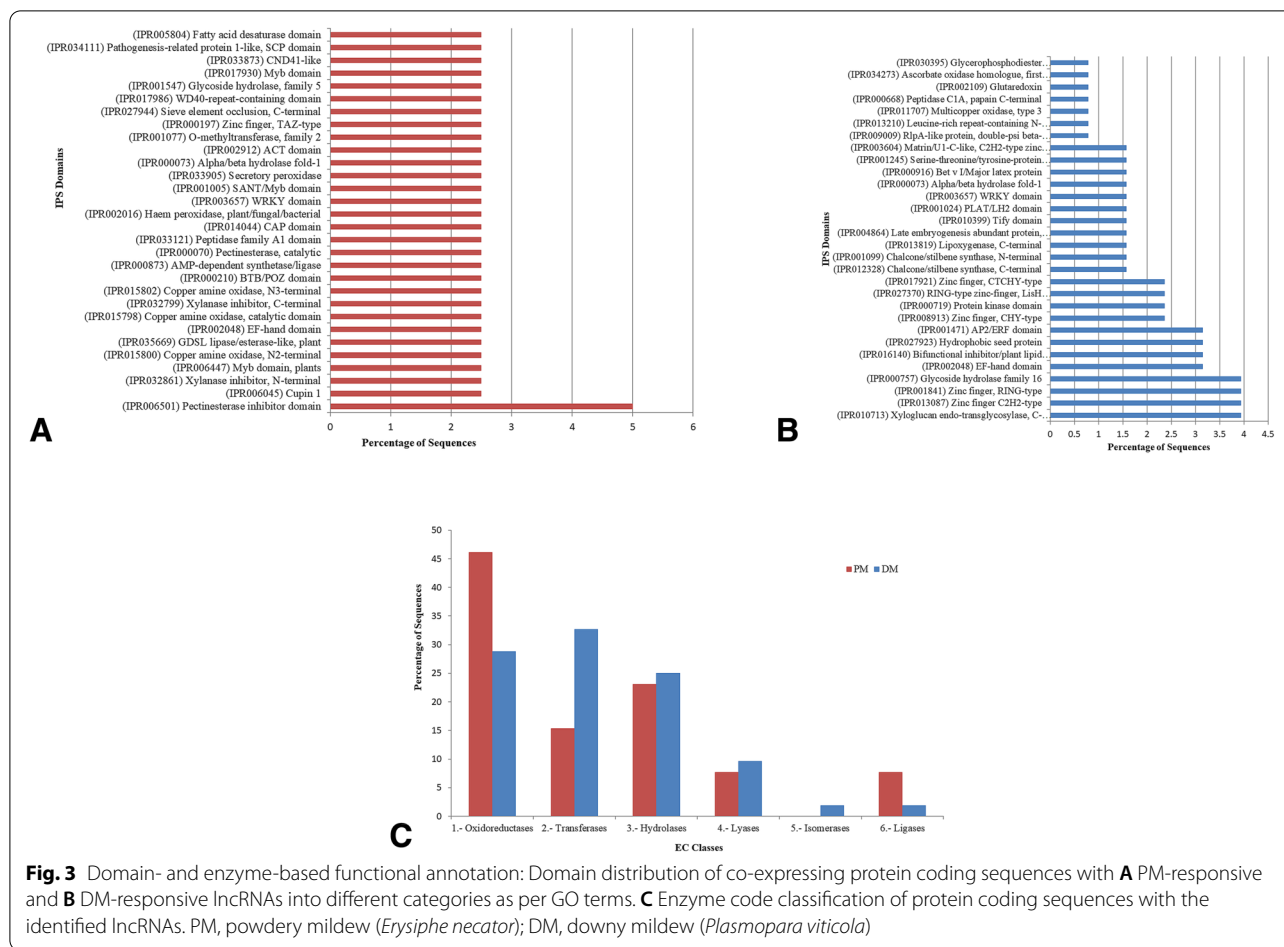 (IPR005804) Fatty acid desaturase domain
(IPR034111) Pathogenesis-related protein 1-like, SCP domain
(IPR033873) CND41-like
(IPR017930) Myb domain
(IPR001547) Glycoside hydrolase, family 5
(IPR017986) WD40-repeat-containing domain
(IPR027944) Sieve element occlusion, C-terminal
(IPR000197) Zinc finger, TAZ-type
(IPR001077) O-methyltransferase, family 2
(IPR002912) ACT domain
(IPR000073) Alpha/beta hydrolase fold-1
(IPR033905) Secretory peroxidase
(IPR001005) SANT/Myb domain
(IPR003657) WRKY domain
(IPR002016) Haem peroxidase, plant/fungal/bacterial
(IPR014044) CAP domain
(IPR033121) Peptidase family A1 domain
(IPR000070) Pectinesterase, catalytic
(IPR000873) AMP-dependent synthetase/ligase
(IPR000210) BTB/POZ domain
(IPR015802) Copper amine oxidase, N3-terminal
(IPR032799) Xylanase inhibitor, C-terminal
(IPR015798) Copper amine oxidase, catalytic domain
(IPR002048) EF-hand domain
(IPR035669) GDSL lipase/esterase-like, plant
(IPR015800) Copper amine oxidase, N2-terminal
(IPR006447) Myb domain, plants
(IPR032861) Xylanase inhibitor, N-terminal
(IPR006045) Cupin 1
(IPR006501) Pectinesterase inhibitor domain
IPS Domains
0 1 2 3 4 5 6
Percentage of Sequences
A
(IPR030395) Glycerophosphodiester...
(IPR034273) Ascorbate oxidase homologue, first...
(IPR002109) Glutaredoxin
(IPR000668) Peptidase C1A, papain C-terminal
(IPR011707) Multicopper oxidase, type 3
(IPR013210) Leucine-rich repeat-containing N-...
(IPR009009) RlpA-like protein, double-psi beta-...
(IPR003604) Matrin/U1-C-like, C2H2-type zinc...
(IPR001245) Serine-threonine/tyrosine-protein...
(IPR000916) Bet v I/Major latex protein
(IPR000073) Alpha/beta hydrolase fold-1
(IPR003657) WRKY domain
(IPR001024) PLAT/LH2 domain
(IPR010399) Tify domain
(IPR004864) Late embryogenesis abundant protein,...
(IPR013819) Lipoxygenase, C-terminal
(IPR001099) Chalcone/stilbene synthase, N-terminal
(IPR012328) Chalcone/stilbene synthase, C-terminal
(IPR017921) Zinc finger, CTCHY-type
(IPR027370) RING-type zinc-finger, LisH...
(IPR000719) Protein kinase domain
(IPR008913) Zinc finger, CHY-type
(IPR001471) AP2/ERF domain
(IPR027923) Hydrophobic seed protein
(IPR016140) Bifunctional inhibitor/plant lipid...
(IPR002048) EF-hand domain
(IPR000757) Glycoside hydrolase family 16
(IPR001841) Zinc finger, RING-type
(IPR013087) Zinc finger C2H2-type
(IPR010713) Xyloglucan endo-transglycosylase, C-...
IPS Domains
0 0.5 1 1.5 2 2.5 3 3.5 4 4.5
Percentage of Sequences
B
50
45
40
35
30
25
20
15
10
5
0
Percentage of Sequences
PM DM
1.- Oxidoreductases 2.- Transferases 3.- Hydrolases 4.- Lyases 5.- Isomerases 6.- Ligases
EC Classes
C
Fig. 3 Domain- and enzyme-based functional annotation: Domain distribution of co-expressing protein coding sequences with A PM-responsive
and B DM-responsive lncRNAs into different categories as per GO terms. C Enzyme code classification of protein coding sequences with the
identified lncRNAs. PM, powdery mildew (Erysiphe necator); DM, downy mildew (Plasmopara viticola)